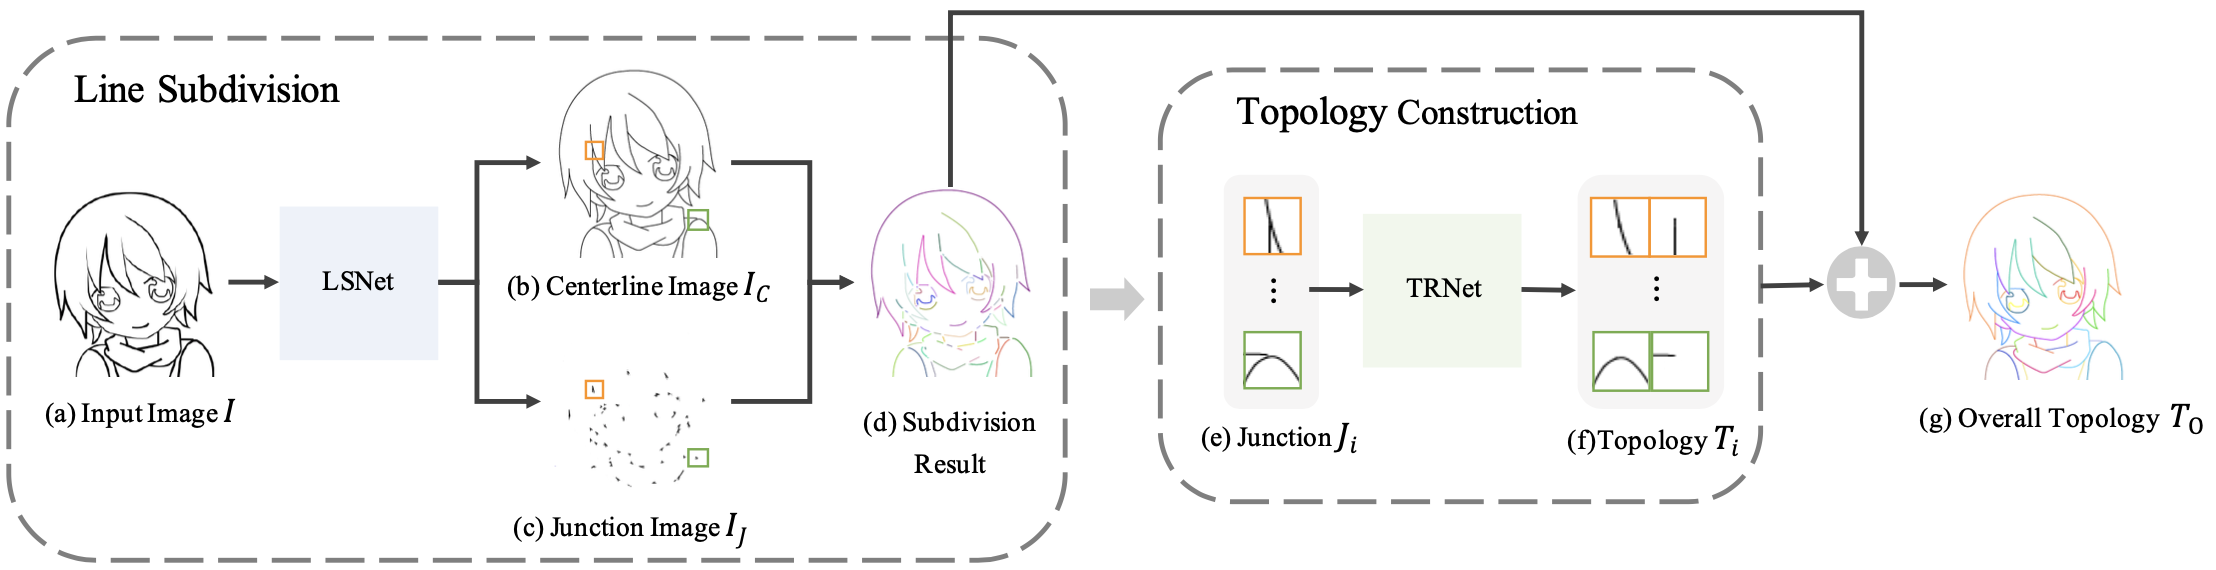 Line Subdivision
(a) Input Image I
LSNet
(b) Centerline Image I_C
(c) Junction Image I_J
(d) Subdivision
Result
Topology Construction
(e) Junction J_i
TRNet
(f)Topology T_i
(g) Overall Topology T_O